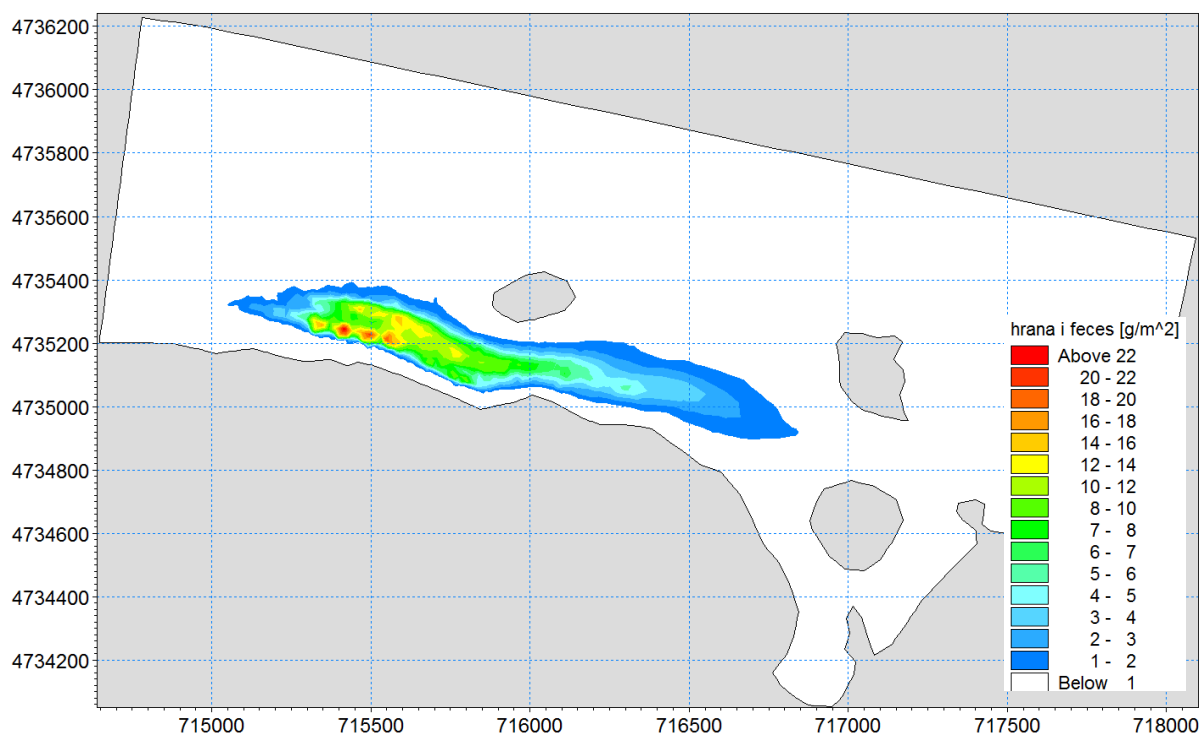 4736200
4736000
4735800
4735600
4735400
4735200
4735000
4734800
4734600
4734400
4734200
715000 715500 716000 716500 717000 717500 718000
hrana i feces [g/m^2]
Above 22
20 - 22
18 - 20
16 - 18
14 - 16
12 - 14
10 - 12
8 - 10
7 - 8
6 - 7
5 - 6
4 - 5
3 - 4
2 - 3
1 - 2
Below 1